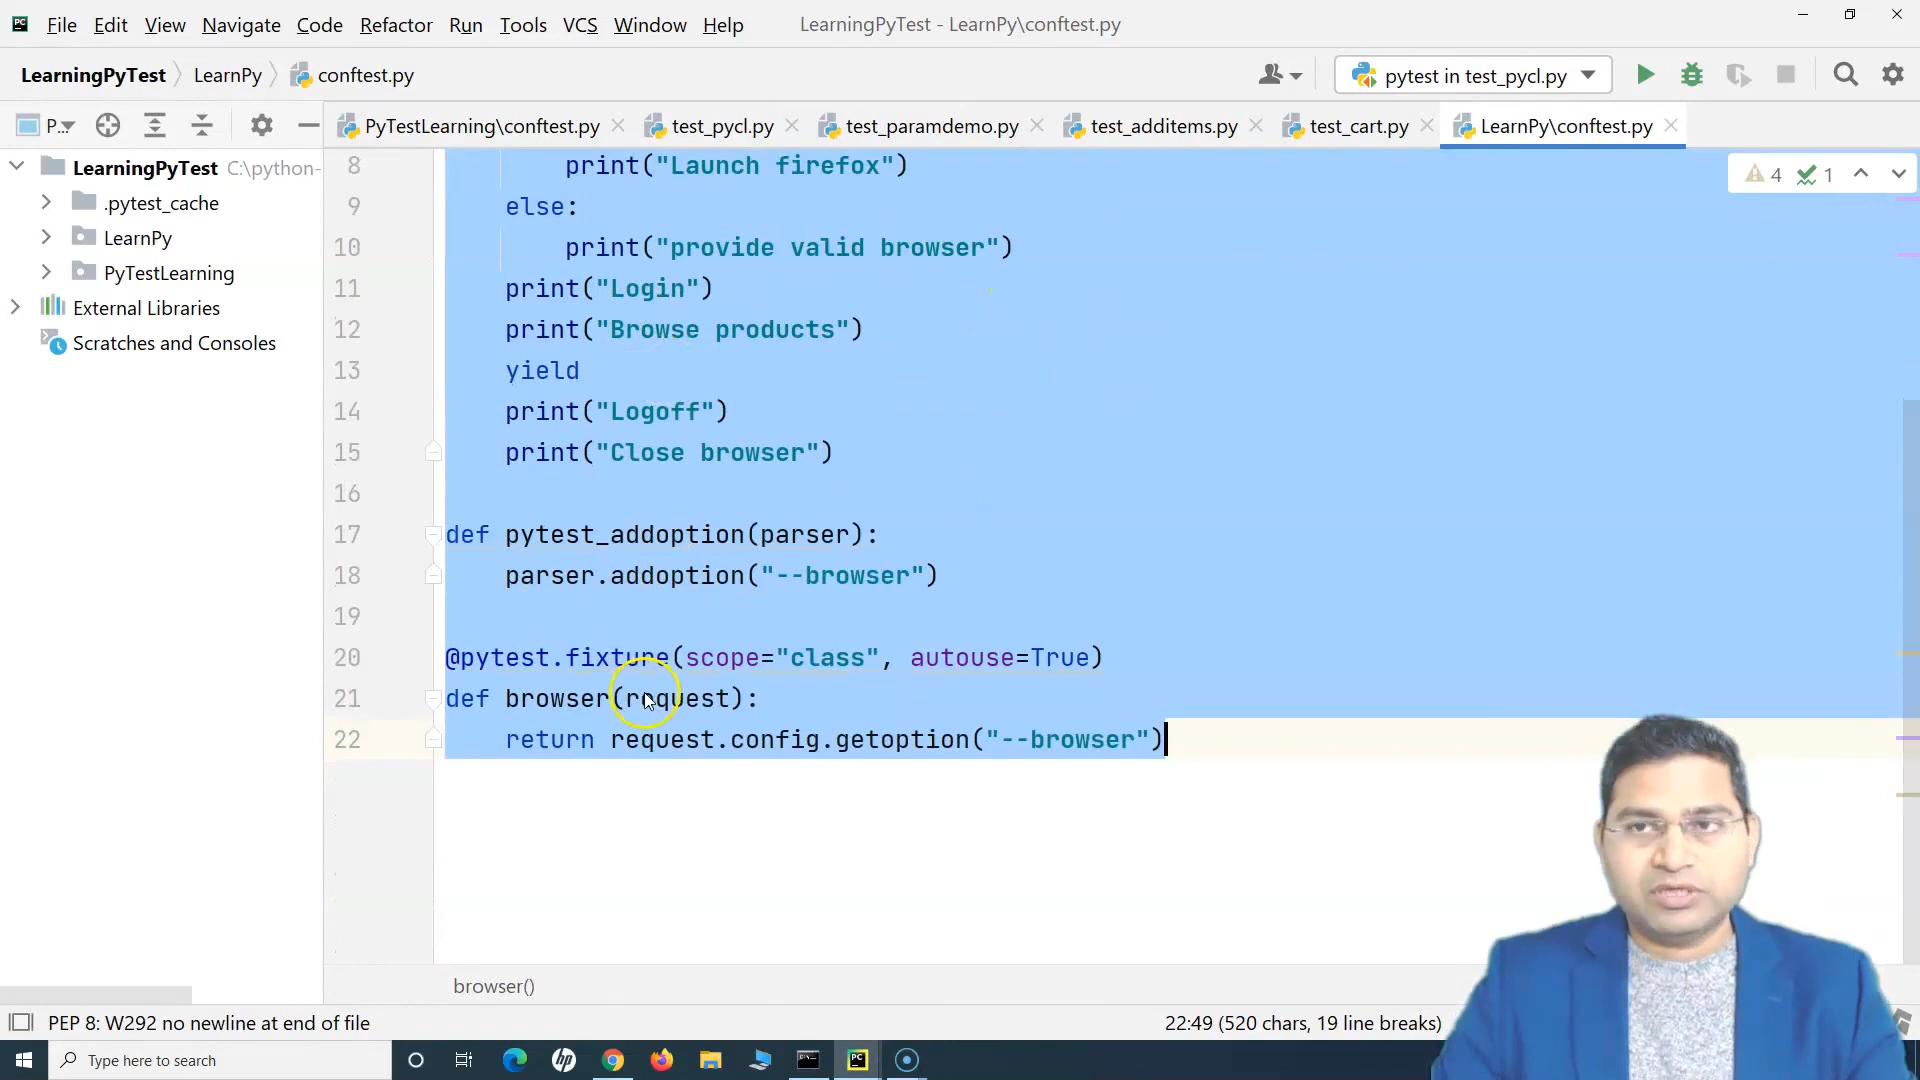 File Edit View Navigate Code Refactor Run Tools VCS Window Help LearningPyTest - LearnPy\conftest.py
LearningPyTest LearnPy conftest.py pytest in test_pycl.py
P... PyTestLearning\conftest.py test_pycl.py test_paramdemo.py test_additems.py test_cart.py LearnPy\conftest.py
LearningPyTest C:\python-
.pytest_cache
LearnPy
PyTestLearning
External Libraries
Scratches and Consoles
4 1
8 print("Launch firefox")
9 else:
10 print("provide valid browser")
11 print("Login")
12 print("Browse products")
13 yield
14 print("Logoff")
15 print("Close browser")
16
17 def pytest_addoption(parser):
18 parser.addoption("--browser")
19
20 @pytest.fixture(scope="class", autouse=True)
21 def browser(request):
22 return request.config.getoption("--browser")
browser()
PEP 8: W292 no newline at end of file 22:49 (520 chars, 19 line breaks)
Type here to search